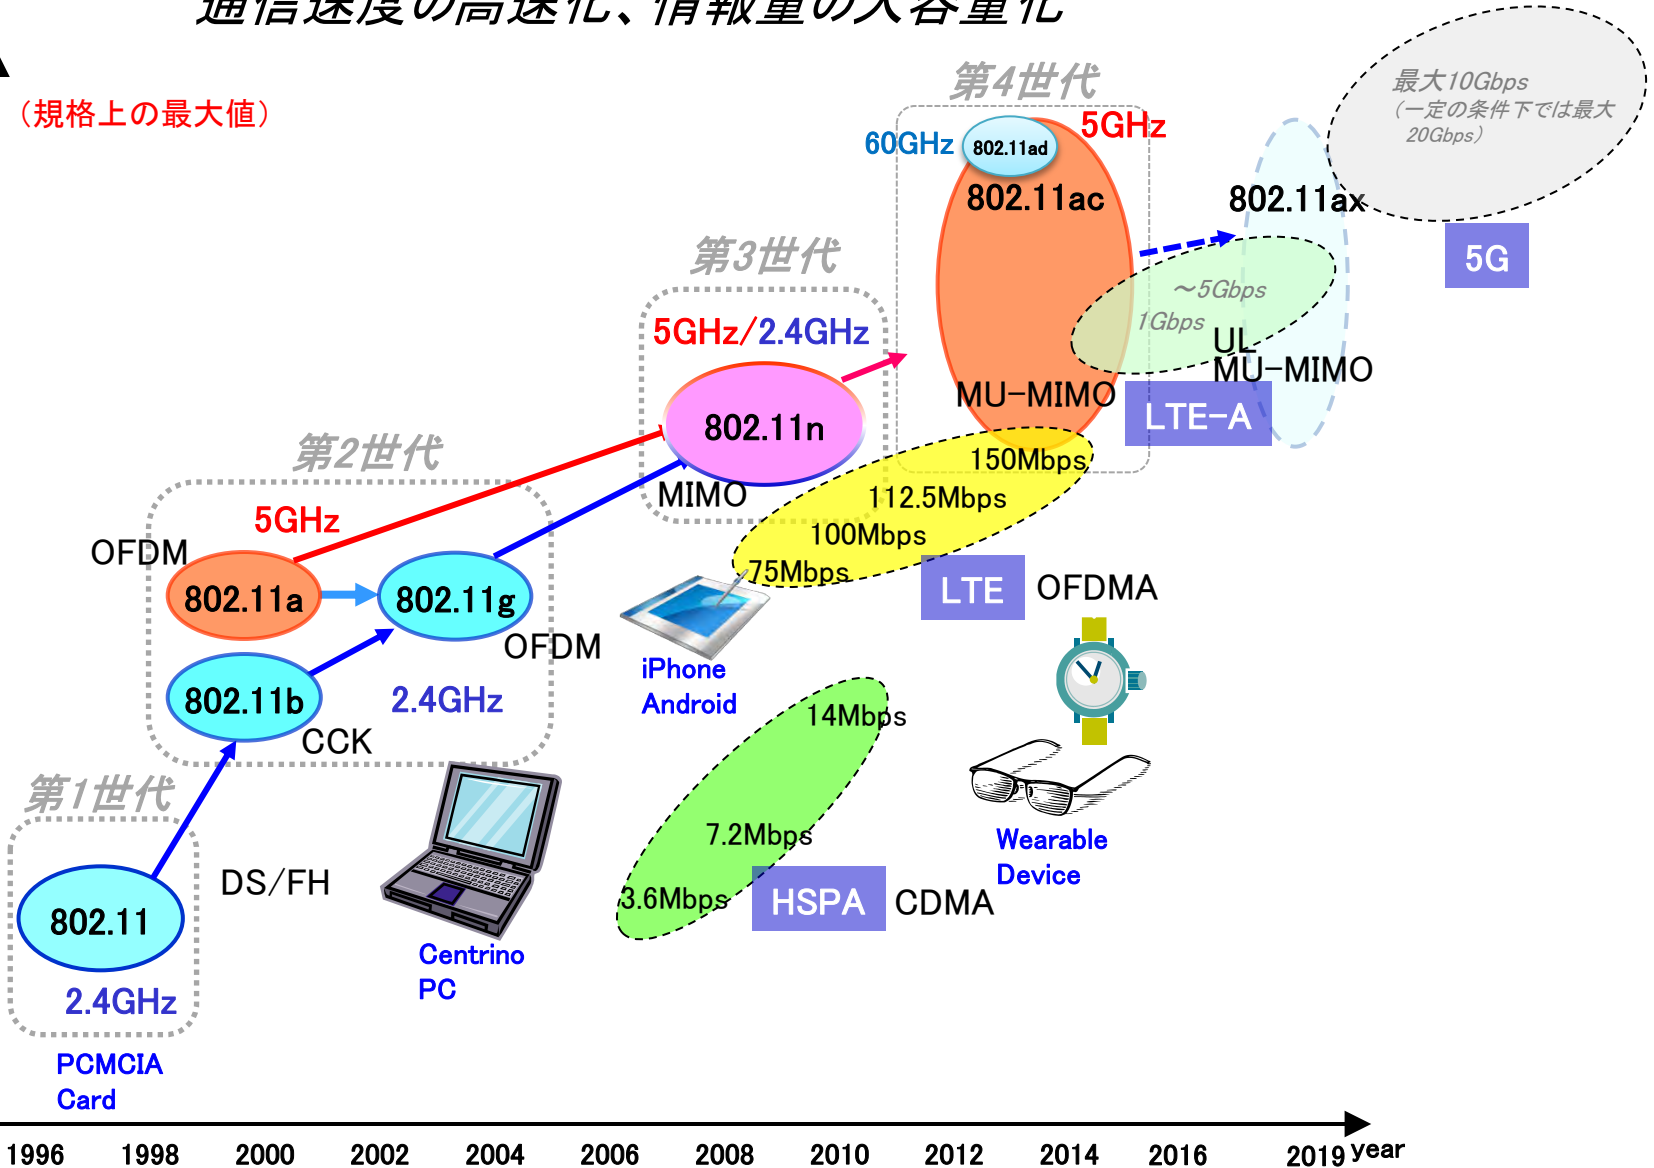 通信速度の高速化、情報量の大容量化
（規格上の最大値）
最大10Gbps
（一定の条件下では最大
20Gbps）
5G
第4世代
60GHz
802.11ad
5GHz
802.11ac
MU-MIMO
802.11ax
～5Gbps
1Gbps
UL
MU-MIMO
LTE-A
第3世代
5GHz/2.4GHz
802.11n
MIMO
150Mbps
112.5Mbps
100Mbps
75Mbps
LTE
OFDMA
第2世代
5GHz
OFDM
802.11a
802.11g
OFDM
802.11b
2.4GHz
CCK
iPhone
Android
14Mbps
7.2Mbps
3.6Mbps
HSPA
CDMA
Wearable
Device
第1世代
802.11
DS/FH
2.4GHz
Centrino
PC
PCMCIA
Card
1996 1998 2000 2002 2004 2006 2008 2010 2012 2014 2016 2019 year